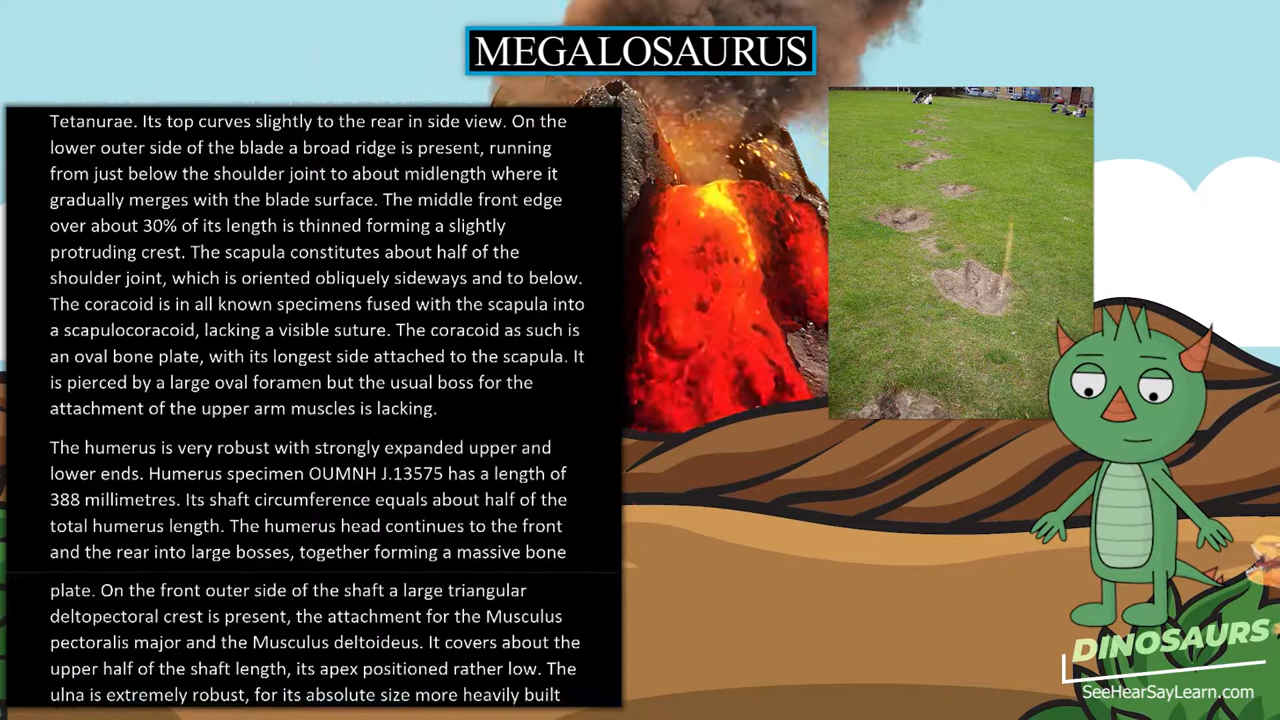 MEGALOSAURUS
Tetanurae. Its top curves slightly to the rear in side view. On the
lower outer side of the blade a broad ridge is present, running
from just below the shoulder joint to about midlength where it
gradually merges with the blade surface. The middle front edge
over about 30% of its length is thinned forming a slightly
protruding crest. The scapula constitutes about half of the
shoulder joint, which is oriented obliquely sideways and to below.
The coracoid is in all known specimens fused with the scapula into
a scapulocoracoid, lacking a visible suture. The coracoid as such is
an oval bone plate, with its longest side attached to the scapula. It
is pierced by a large oval foramen but the usual boss for the
attachment of the upper arm muscles is lacking.
The humerus is very robust with strongly expanded upper and
lower ends. Humerus specimen OUMNH J.13575 has a length of
388 millimetres. Its shaft circumference equals about half of the
total humerus length. The humerus head continues to the front
and the rear into large bosses, together forming a massive bone
plate. On the front outer side of the shaft a large triangular
deltopectoral crest is present, the attachment for the Musculus
pectoralis major and the Musculus deltoideus. It covers about the
upper half of the shaft length, its apex positioned rather low. The
ulna is extremely robust, for its absolute size more heavily built
DINOSAURS
SeeHearSayLearn.com